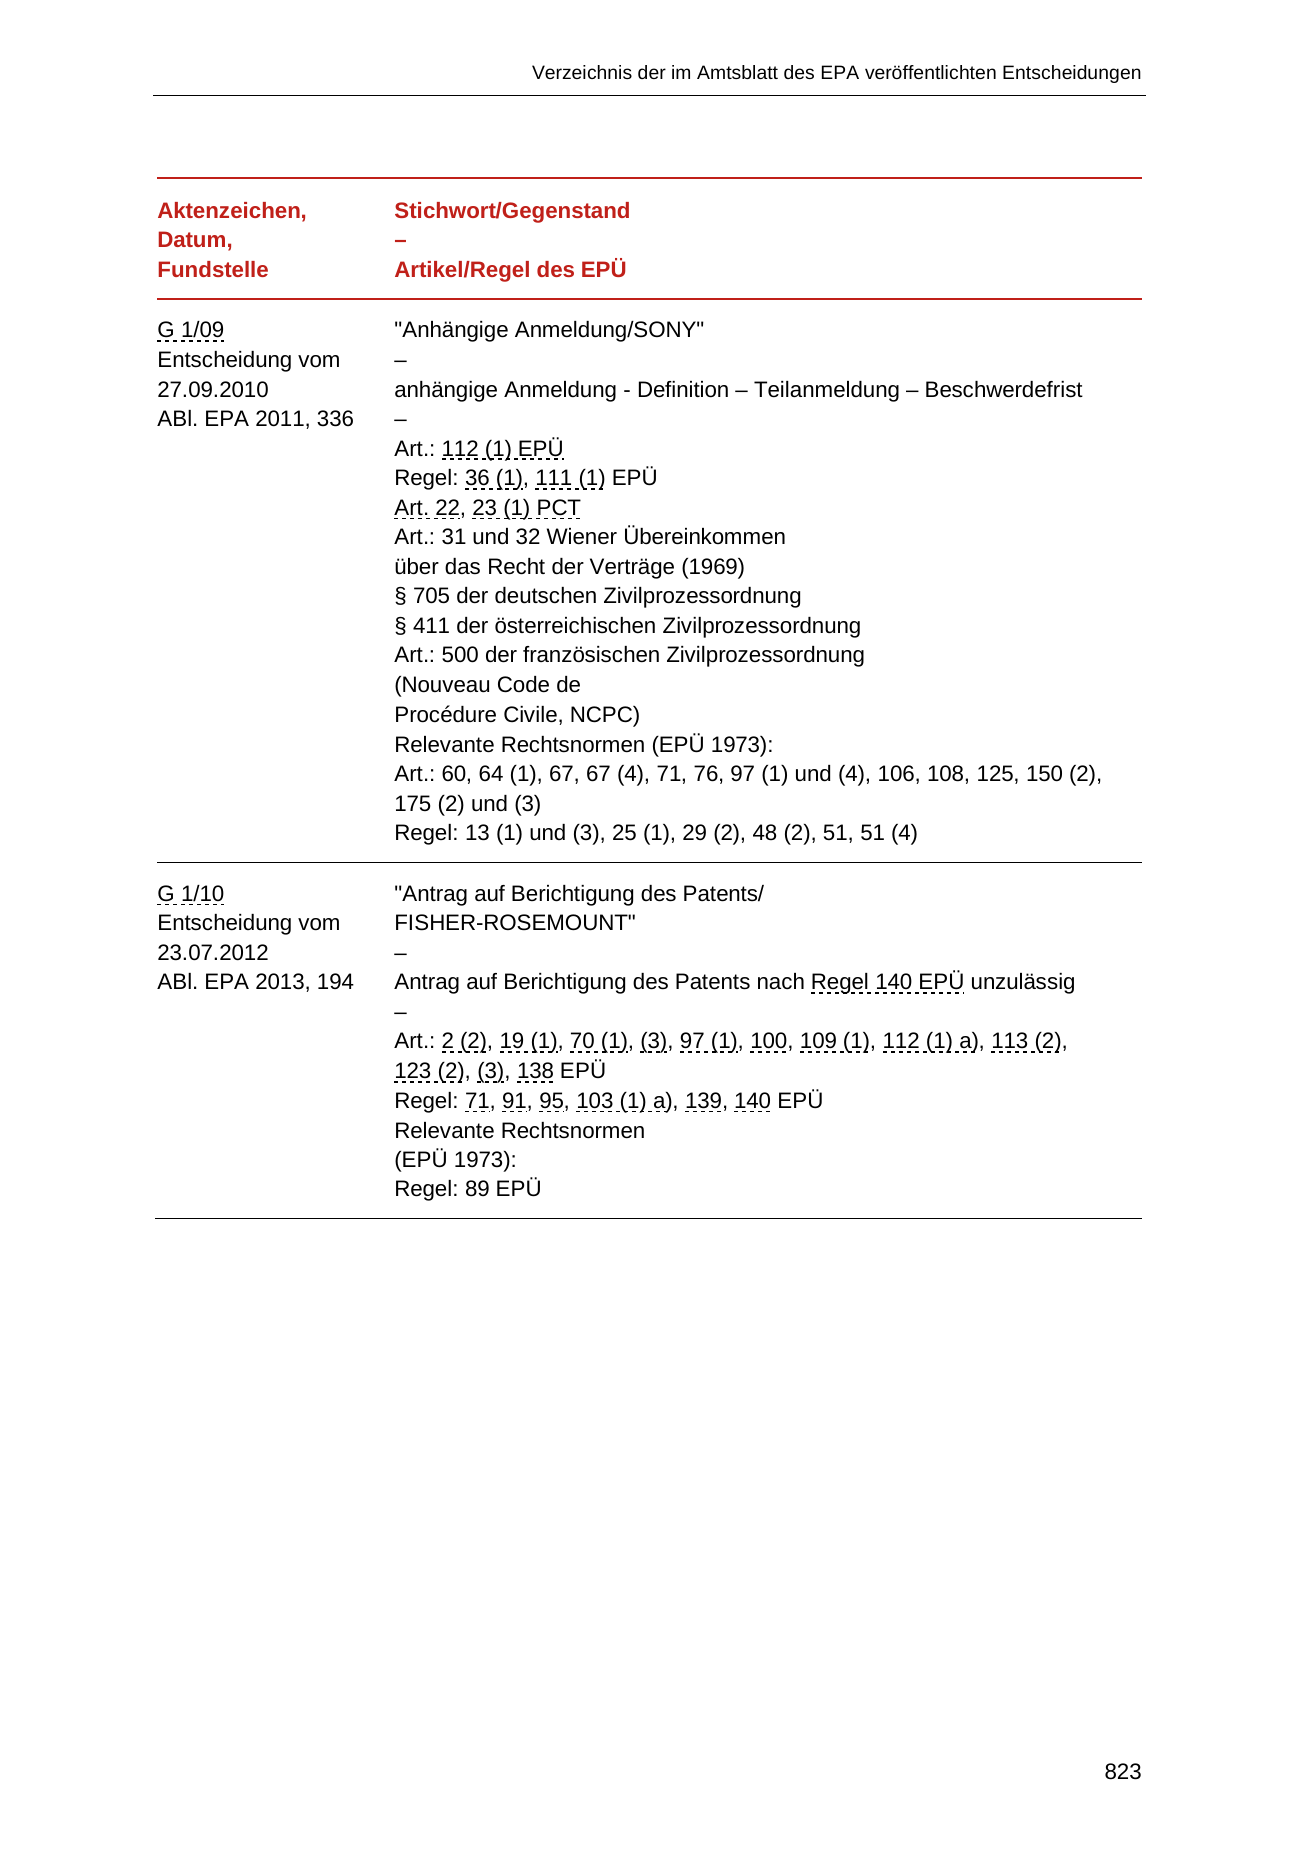 Verzeichnis der im Amtsblatt des EPA veröffentlichten Entscheidungen
Aktenzeichen,
Datum,
Fundstelle
Stichwort/Gegenstand
–
Artikel/Regel des EPÜ
G 1/09
Entscheidung vom
27.09.2010
ABl. EPA 2011, 336
"Anhängige Anmeldung/SONY"
–
anhängige Anmeldung - Definition – Teilanmeldung – Beschwerdefrist
–
Art.: 112 (1) EPÜ
Regel: 36 (1), 111 (1) EPÜ
Art. 22, 23 (1) PCT
Art.: 31 und 32 Wiener Übereinkommen
über das Recht der Verträge (1969)
§ 705 der deutschen Zivilprozessordnung
§ 411 der österreichischen Zivilprozessordnung
Art.: 500 der französischen Zivilprozessordnung
(Nouveau Code de
Procédure Civile, NCPC)
Relevante Rechtsnormen (EPÜ 1973):
Art.: 60, 64 (1), 67, 67 (4), 71, 76, 97 (1) und (4), 106, 108, 125, 150 (2),
175 (2) und (3)
Regel: 13 (1) und (3), 25 (1), 29 (2), 48 (2), 51, 51 (4)
G 1/10
Entscheidung vom
23.07.2012
ABl. EPA 2013, 194
"Antrag auf Berichtigung des Patents/
FISHER-ROSEMOUNT"
–
Antrag auf Berichtigung des Patents nach Regel 140 EPÜ unzulässig
–
Art.: 2 (2), 19 (1), 70 (1), (3), 97 (1), 100, 109 (1), 112 (1) a), 113 (2),
123 (2), (3), 138 EPÜ
Regel: 71, 91, 95, 103 (1) a), 139, 140 EPÜ
Relevante Rechtsnormen
(EPÜ 1973):
Regel: 89 EPÜ
823